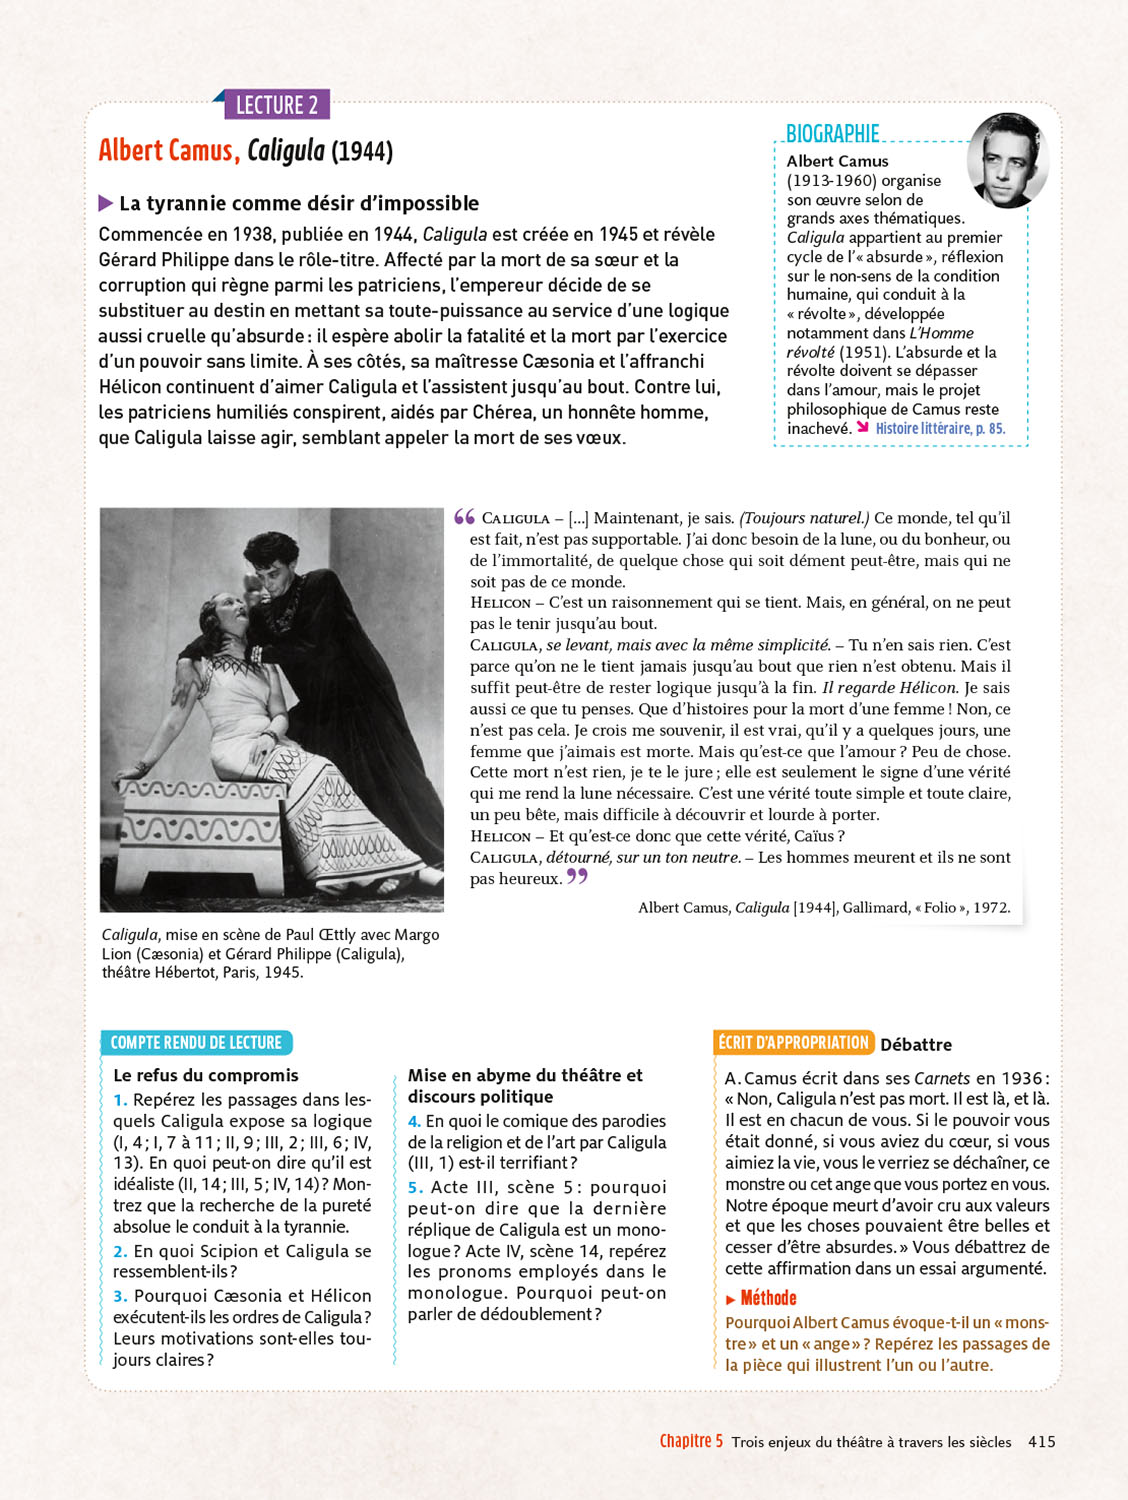 LECTURE 2
Albert Camus, Caligula (1944)
▶ La tyrannie comme désir d’impossible
Commencée en 1938, publiée en 1944, Caligula est créée en 1945 et révèle
Gérard Philippe dans le rôle-titre. Affecté par la mort de sa sœur et la
corruption qui règne parmi les patriciens, l’empereur décide de se
substituer au destin en mettant sa toute-puissance au service d’une logique
aussi cruelle qu’absurde : il espère abolir la fatalité et la mort par l’exercice
d’un pouvoir sans limite. À ses côtés, sa maîtresse Cæsonia et l’affranchi
Hélicon continuent d’aimer Caligula et l’assistent jusqu’au bout. Contre lui,
les patriciens humiliés conspirent, aidés par Chérea, un honnête homme,
que Caligula laisse agir, semblant appeler la mort de ses vœux.
BIOGRAPHIE
Albert Camus
(1913-1960) organise
son œuvre selon de
grands axes thématiques.
Caligula appartient au premier
cycle de l’« absurde », réflexion
sur le non-sens de la condition
humaine, qui conduit à la
« révolte », développée
notamment dans L’Homme
révolté (1951). L’absurde et la
révolte doivent se dépasser
dans l’amour, mais le projet
philosophique de Camus reste
inachevé. ➘ Histoire littéraire, p. 85.
“ CALIGULA – [...] Maintenant, je sais. (Toujours naturel.) Ce monde, tel qu’il
est fait, n’est pas supportable. J’ai donc besoin de la lune, ou du bonheur, ou
de l’immortalité, de quelque chose qui soit dément peut-être, mais qui ne
soit pas de ce monde.
HELICON – C’est un raisonnement qui se tient. Mais, en général, on ne peut
pas le tenir jusqu’au bout.
CALIGULA, se levant, mais avec la même simplicité. – Tu n’en sais rien. C’est
parce qu’on ne le tient jamais jusqu’au bout que rien n’est obtenu. Mais il
suffit peut-être de rester logique jusqu’à la fin. Il regarde Hélicon. Je sais
aussi ce que tu penses. Que d’histoires pour la mort d’une femme ! Non, ce
n’est pas cela. Je crois me souvenir, il est vrai, qu’il y a quelques jours, une
femme que j’aimais est morte. Mais qu’est-ce que l’amour ? Peu de chose.
Cette mort n’est rien, je te le jure ; elle est seulement le signe d’une vérité
qui me rend la lune nécessaire. C’est une vérité toute simple et toute claire,
un peu bête, mais difficile à découvrir et lourde à porter.
HELICON – Et qu’est-ce donc que cette vérité, Caïus ?
CALIGULA, détourné, sur un ton neutre. – Les hommes meurent et ils ne sont
pas heureux. ”
Albert Camus, Caligula [1944], Gallimard, « Folio », 1972.
Caligula, mise en scène de Paul Œttly avec Margo
Lion (Cæsonia) et Gérard Philippe (Caligula),
théâtre Hébertot, Paris, 1945.
COMPTE RENDU DE LECTURE
Le refus du compromis
1. Repérez les passages dans les-
quels Caligula expose sa logique
(I, 4 ; I, 7 à 11 ; II, 9 ; III, 2 ; III, 6 ; IV,
13). En quoi peut-on dire qu’il est
idéaliste (II, 14 ; III, 5 ; IV, 14) ? Mon-
trez que la recherche de la pureté
absolue le conduit à la tyrannie.
2. En quoi Scipion et Caligula se
ressemblent-ils ?
3. Pourquoi Cæsonia et Hélicon
exécutent-ils les ordres de Caligula ?
Leurs motivations sont-elles tou-
jours claires ?
Mise en abyme du théâtre et
discours politique
4. En quoi le comique des parodies
de la religion et de l’art par Caligula
(III, 1) est-il terrifiant ?
5. Acte III, scène 5 : pourquoi
peut-on dire que la dernière
réplique de Caligula est un mono-
logue ? Acte IV, scène 14, repérez
les pronoms employés dans le
monologue. Pourquoi peut-on
parler de dédoublement ?
ÉCRIT D’APPROPRIATION Débattre
A. Camus écrit dans ses Carnets en 1936 :
« Non, Caligula n’est pas mort. Il est là, et là.
Il est en chacun de vous. Si le pouvoir vous
était donné, si vous aviez du cœur, si vous
aimiez la vie, vous le verriez se déchaîner, ce
monstre ou cet ange que vous portez en vous.
Notre époque meurt d’avoir cru aux valeurs
et que les choses pouvaient être belles et
cesser d’être absurdes. » Vous débattrez de
cette affirmation dans un essai argumenté.
▶ Méthode
Pourquoi Albert Camus évoque-t-il un « mons-
tre » et un « ange » ? Repérez les passages de
la pièce qui illustrent l’un ou l’autre.
Chapitre 5 Trois enjeux du théâtre à travers les siècles 415